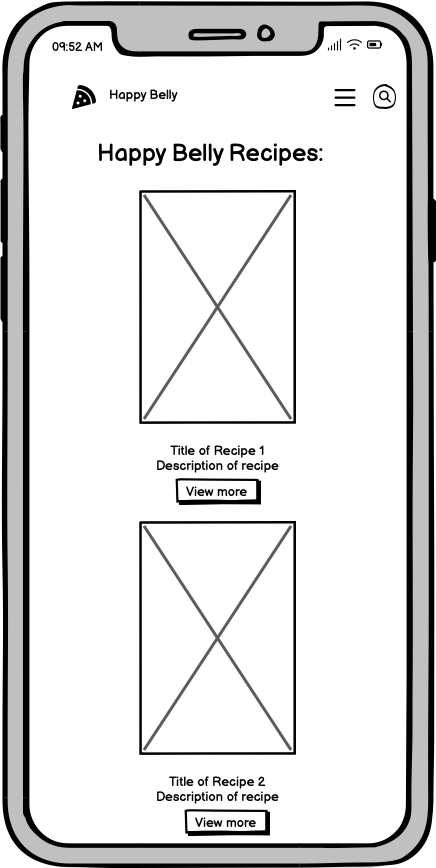 09:52 AM
Happy Belly
Happy Belly Recipes:
Title of Recipe 1
Description of recipe
View more
Title of Recipe 2
Description of recipe
View more